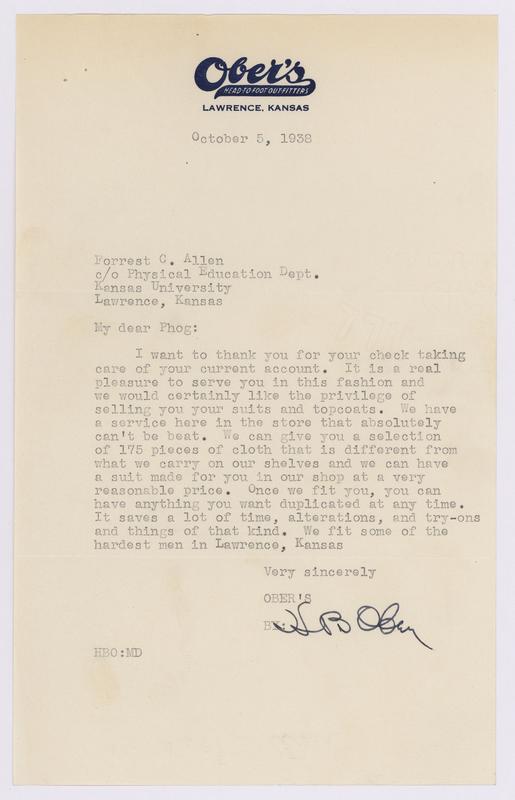 Ober's
HEAD-TO-FOOT OUTFITTERS
LAWRENCE, KANSAS
October 5, 1938
Forrest C. Allen
c/o Physical Education Dept.
Kansas University
Lawrence, Kansas
My dear Phog:
I want to thank you for your check taking
care of your current account. It is a real
pleasure to serve you in this fashion and
we would certainly like the privilege of
selling you your suits and topcoats. We have
a service here in the store that absolutely
can't be beat. We can give you a selection
of 175 pieces of cloth that is different from
what we carry on our shelves and we can have
a suit made for you in our shop at a very
reasonable price. Once we fit you, you can
have anything you want duplicated at any time.
It saves a lot of time, alterations, and try-ons
and things of that kind. We fit some of the
hardest men in Lawrence, Kansas
Very sincerely
OBER'S
BY: H B Ober
HBO:MD